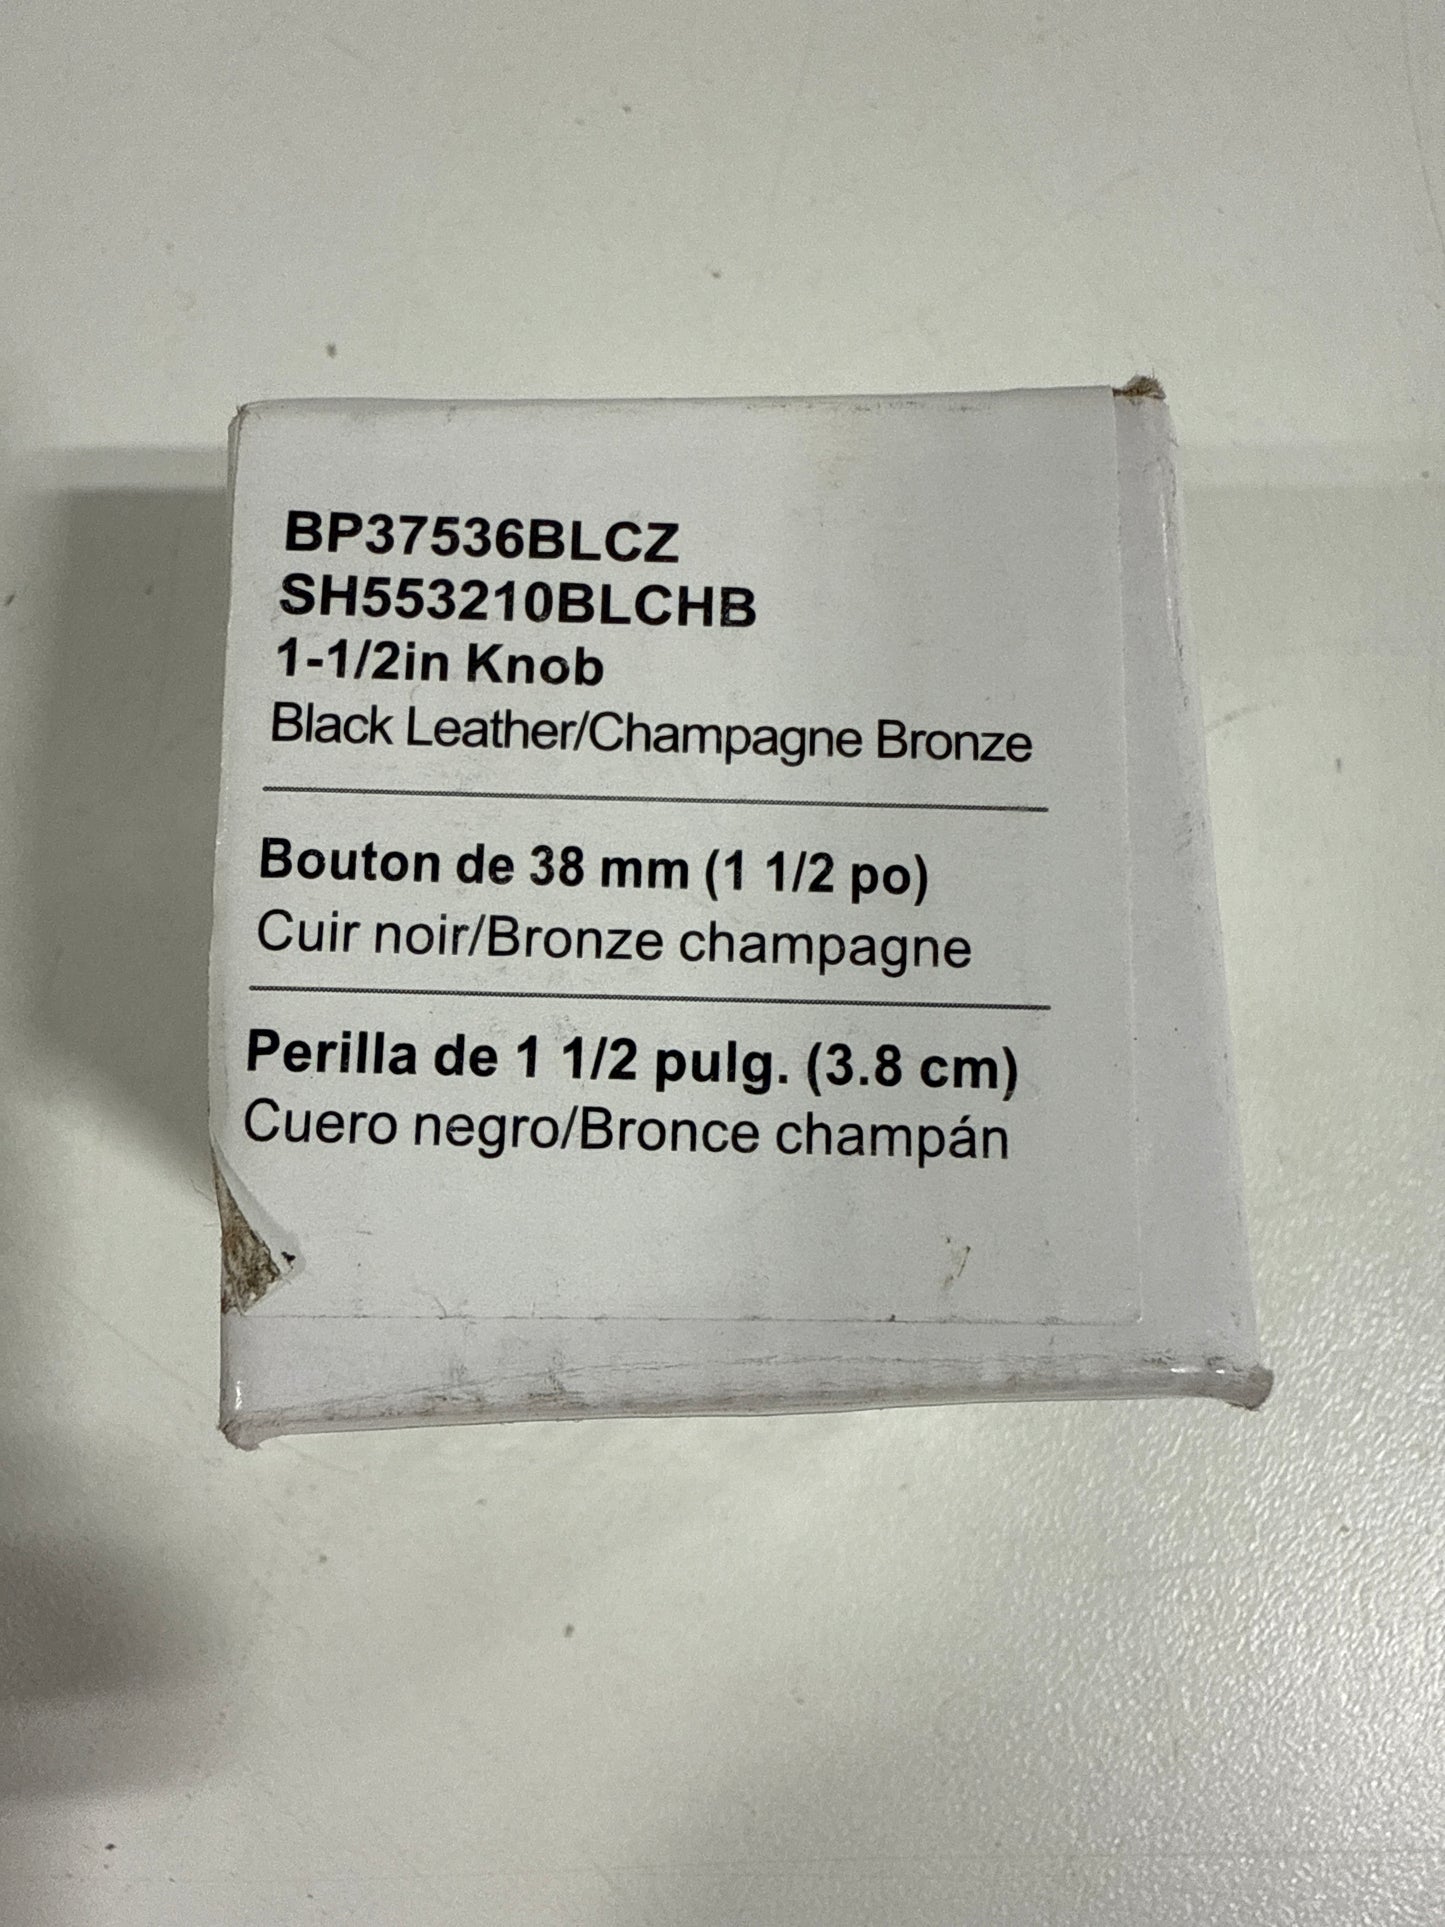 BP37536BLCZ
SH553210BLCHB
1-1/2in Knob
Black Leather/Champagne Bronze
Bouton de 38 mm (1 1/2 po)
Cuir noir/Bronze champagne
Perilla de 1 1/2 pulg. (3.8 cm)
Cuero negro/Bronce champán